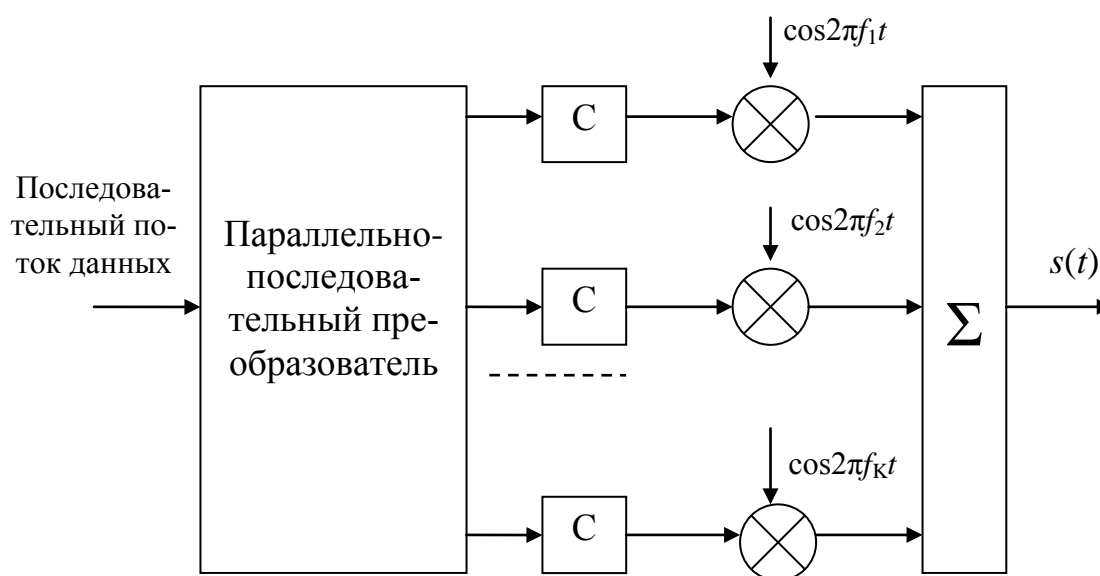 cos2πf₁t
С
Последова-
тельный по-
ток данных
Параллельно-
последова-
тельный пре-
образователь
cos2πf₂t
С
s(t)
Σ
cos2πfₖt
С